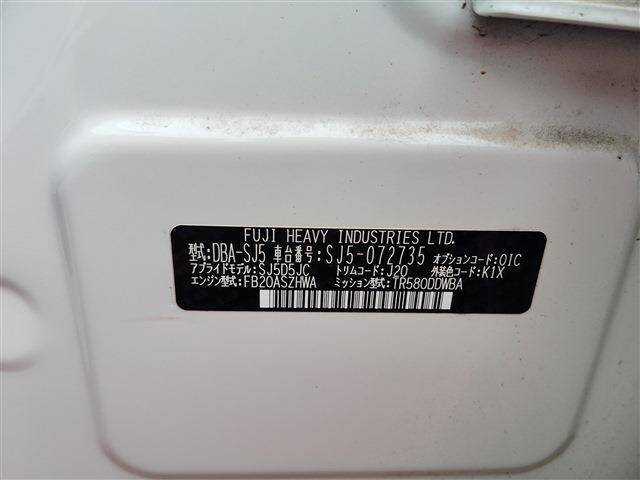 FUJI HEAVY INDUSTRIES LTD.
型式:DBA-SJ5 車台番号:SJ5-072735 オプションコード:OIC
アプライドモデル:SJ5D5JC トリムコード:J20 外装色コード:K1X
エンジン型式:FB20ASZHWA ミッション型式:TR580DDWBA